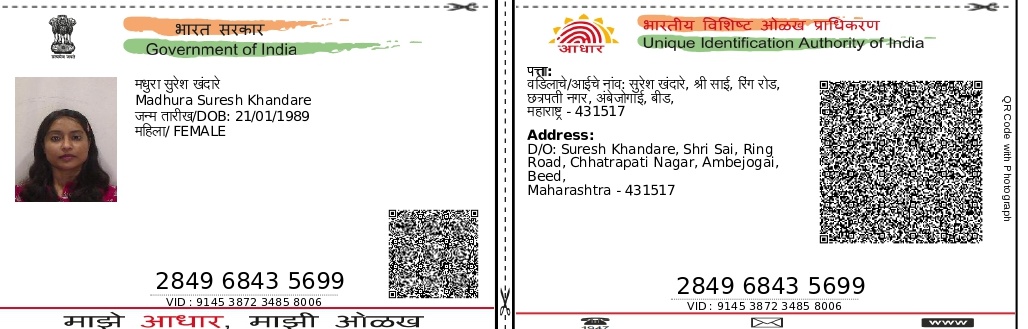 भारत सरकार
Government of India
मधुरा सुरेश खंदारे
Madhura Suresh Khandare
जन्म तारीख/DOB: 21/01/1989
महिला/ FEMALE
2849 6843 5699
VID : 9145 3872 3485 8006
माझे आधार, माझी ओळख
भारतीय विशिष्ट ओळख प्राधिकरण
Unique Identification Authority of India
आधार
पत्ता:
वडिलाचे/आईचे नांव: सुरेश खंदारे, श्री साई, रिंग रोड,
छत्रपती नगर, अंबेजोगाई, बीड,
महाराष्ट्र - 431517
Address:
D/O: Suresh Khandare, Shri Sai, Ring
Road, Chhatrapati Nagar, Ambejogai,
Beed,
Maharashtra - 431517
QR Code with Photograph
2849 6843 5699
VID : 9145 3872 3485 8006
1947
www